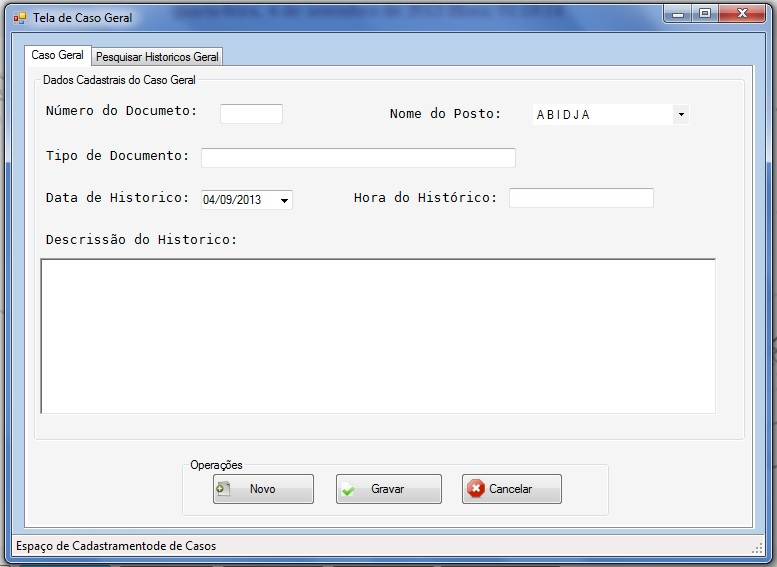 Tela de Caso Geral
Caso Geral Pesquisar Historicos Geral
Dados Cadastrais do Caso Geral
Número do Documeto: Nome do Posto: ABIDJA
Tipo de Documento:
Data de Historico: 04/09/2013 Hora do Histórico:
Descrissão do Historico:
Operações
Novo Gravar Cancelar
Espaço de Cadastramentode de Casos